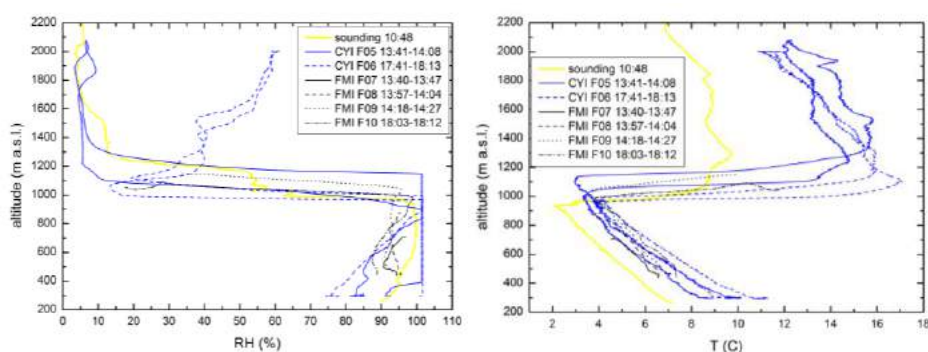 2200
2000
1800
1600
1400
1200
1000
800
600
400
200
altitude (m a.s.l.)
sounding 10:48
CYI F05 13:41-14:08
CYI F06 17:41-18:13
FMI F07 13:40-13:47
FMI F08 13:57-14:04
FMI F09 14:18-14:27
FMI F10 18:03-18:12
0 10 20 30 40 50 60 70 80 90 100 110
RH (%)
2200
2000
1800
1600
1400
1200
1000
800
600
400
200
altitude (m a.s.l.)
sounding 10:48
CYI F05 13:41-14:08
CYI F06 17:41-18:13
FMI F07 13:40-13:47
FMI F08 13:57-14:04
FMI F09 14:18-14:27
FMI F10 18:03-18:12
2 4 6 8 10 12 14 16 18
T (C)